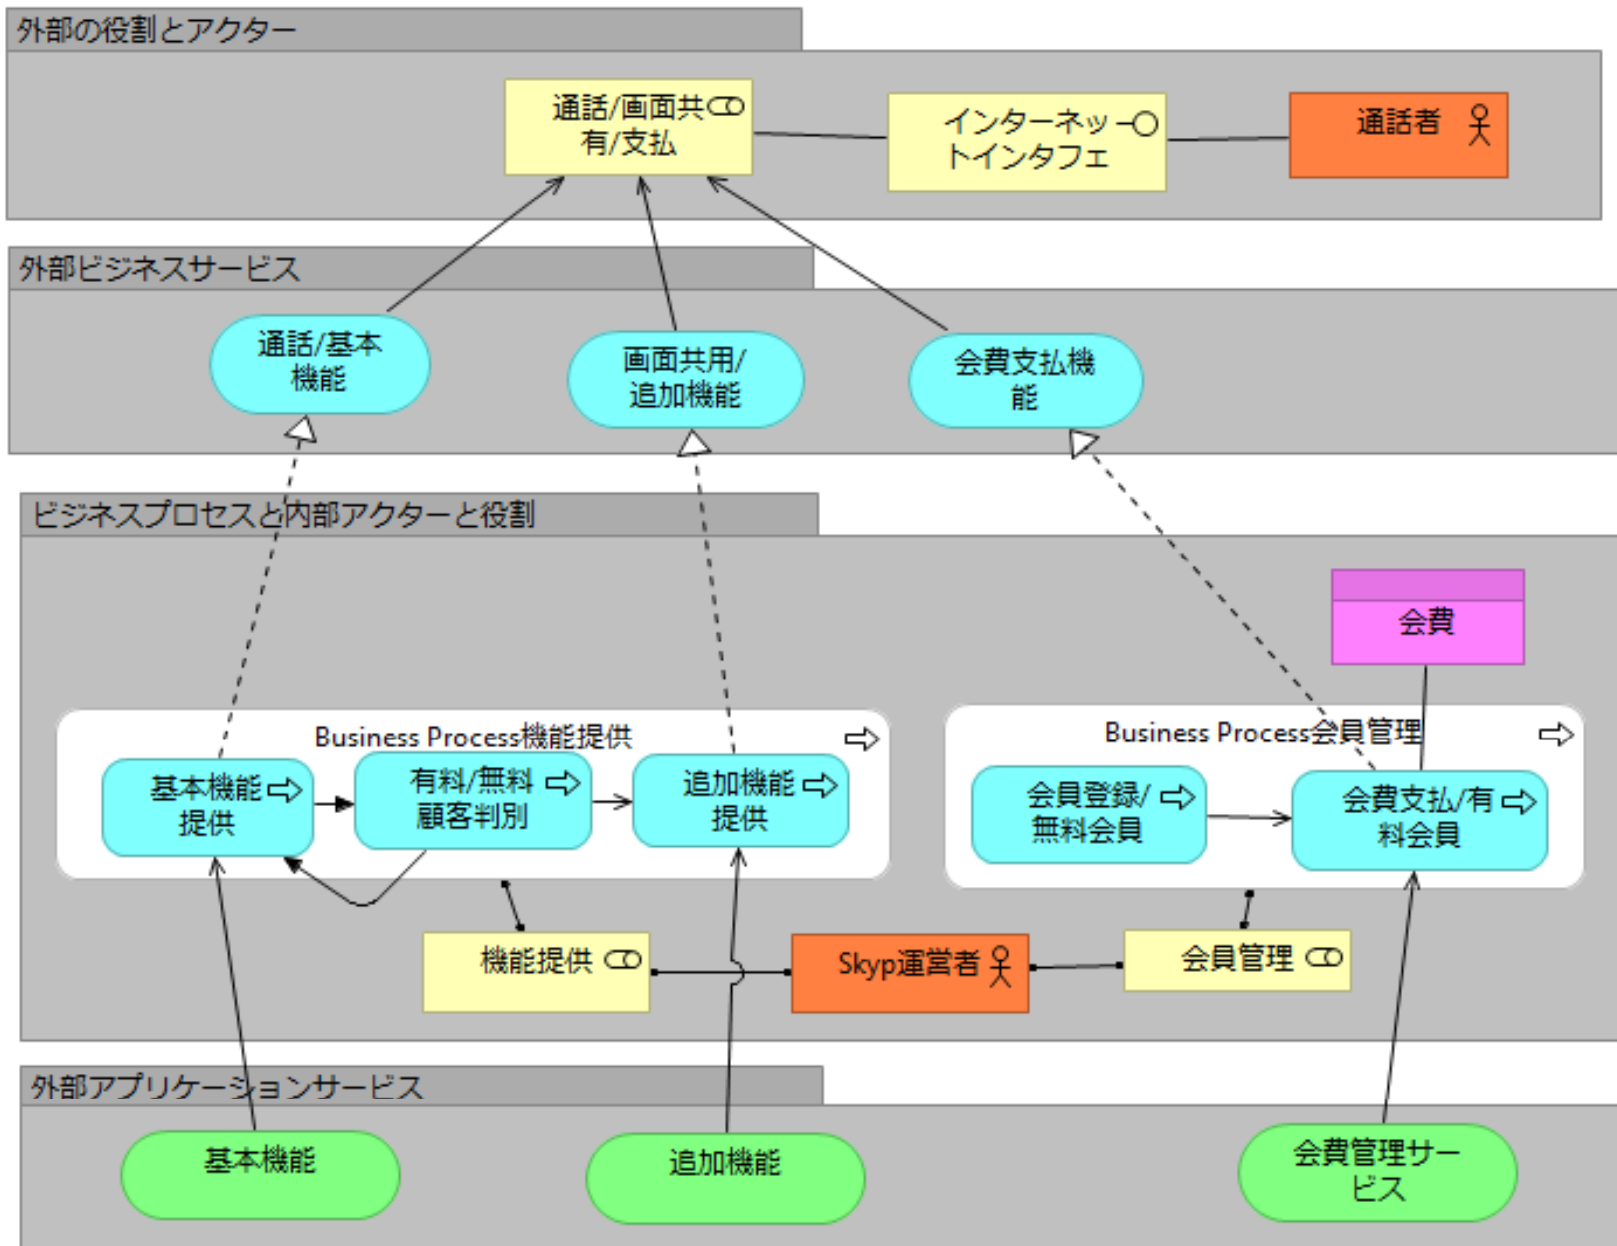 外部の役割とアクター
通話/画面共
有/支払
インターネッ
トインタフェ
通話者
外部ビジネスサービス
通話/基本
機能
画面共用/
追加機能
会費支払機
能
ビジネスプロセスと内部アクターと役割
会費
Business Process機能提供
基本機能
提供
有料/無料
顧客判別
追加機能
提供
Business Process会員管理
会員登録/
無料会員
会費支払/有
料会員
機能提供
Skyp運営者
会員管理
外部アプリケーションサービス
基本機能
追加機能
会費管理サー
ビス